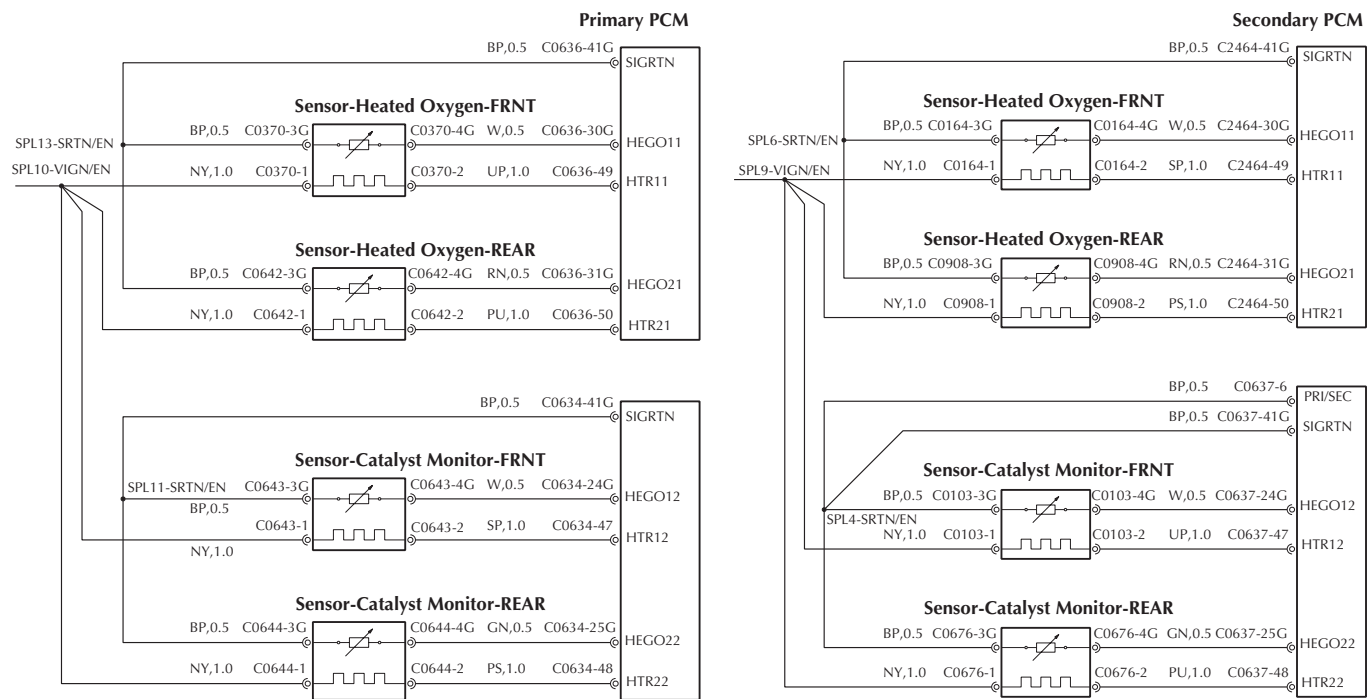 Primary PCM
BP,0.5 C0636-41G
SIGRTN
Sensor-Heated Oxygen-FRNT
SPL13-SRTN/EN
BP,0.5 C0370-3G C0370-4G W,0.5 C0636-30G
HEGO11
SPL10-VIGN/EN
NY,1.0 C0370-1 C0370-2 UP,1.0 C0636-49
HTR11
Sensor-Heated Oxygen-REAR
BP,0.5 C0642-3G C0642-4G RN,0.5 C0636-31G
HEGO21
NY,1.0 C0642-1 C0642-2 PU,1.0 C0636-50
HTR21
BP,0.5 C0634-41G
SIGRTN
Sensor-Catalyst Monitor-FRNT
SPL11-SRTN/EN C0643-3G C0643-4G W,0.5 C0634-24G
BP,0.5
HEGO12
C0643-1 C0643-2 SP,1.0 C0634-47
NY,1.0
HTR12
Sensor-Catalyst Monitor-REAR
BP,0.5 C0644-3G C0644-4G GN,0.5 C0634-25G
HEGO22
NY,1.0 C0644-1 C0644-2 PS,1.0 C0634-48
HTR22
Secondary PCM
BP,0.5 C2464-41G
SIGRTN
Sensor-Heated Oxygen-FRNT
SPL6-SRTN/EN
BP,0.5 C0164-3G C0164-4G W,0.5 C2464-30G
HEGO11
SPL9-VIGN/EN
NY,1.0 C0164-1 C0164-2 SP,1.0 C2464-49
HTR11
Sensor-Heated Oxygen-REAR
BP,0.5 C0908-3G C0908-4G RN,0.5 C2464-31G
HEGO21
NY,1.0 C0908-1 C0908-2 PS,1.0 C2464-50
HTR21
BP,0.5 C0637-6
PRI/SEC
BP,0.5 C0637-41G
SIGRTN
Sensor-Catalyst Monitor-FRNT
BP,0.5 C0103-3G C0103-4G W,0.5 C0637-24G
HEGO12
SPL4-SRTN/EN
NY,1.0 C0103-1 C0103-2 UP,1.0 C0637-47
HTR12
Sensor-Catalyst Monitor-REAR
BP,0.5 C0676-3G C0676-4G GN,0.5 C0637-25G
HEGO22
NY,1.0 C0676-1 C0676-2 PU,1.0 C0637-48
HTR22